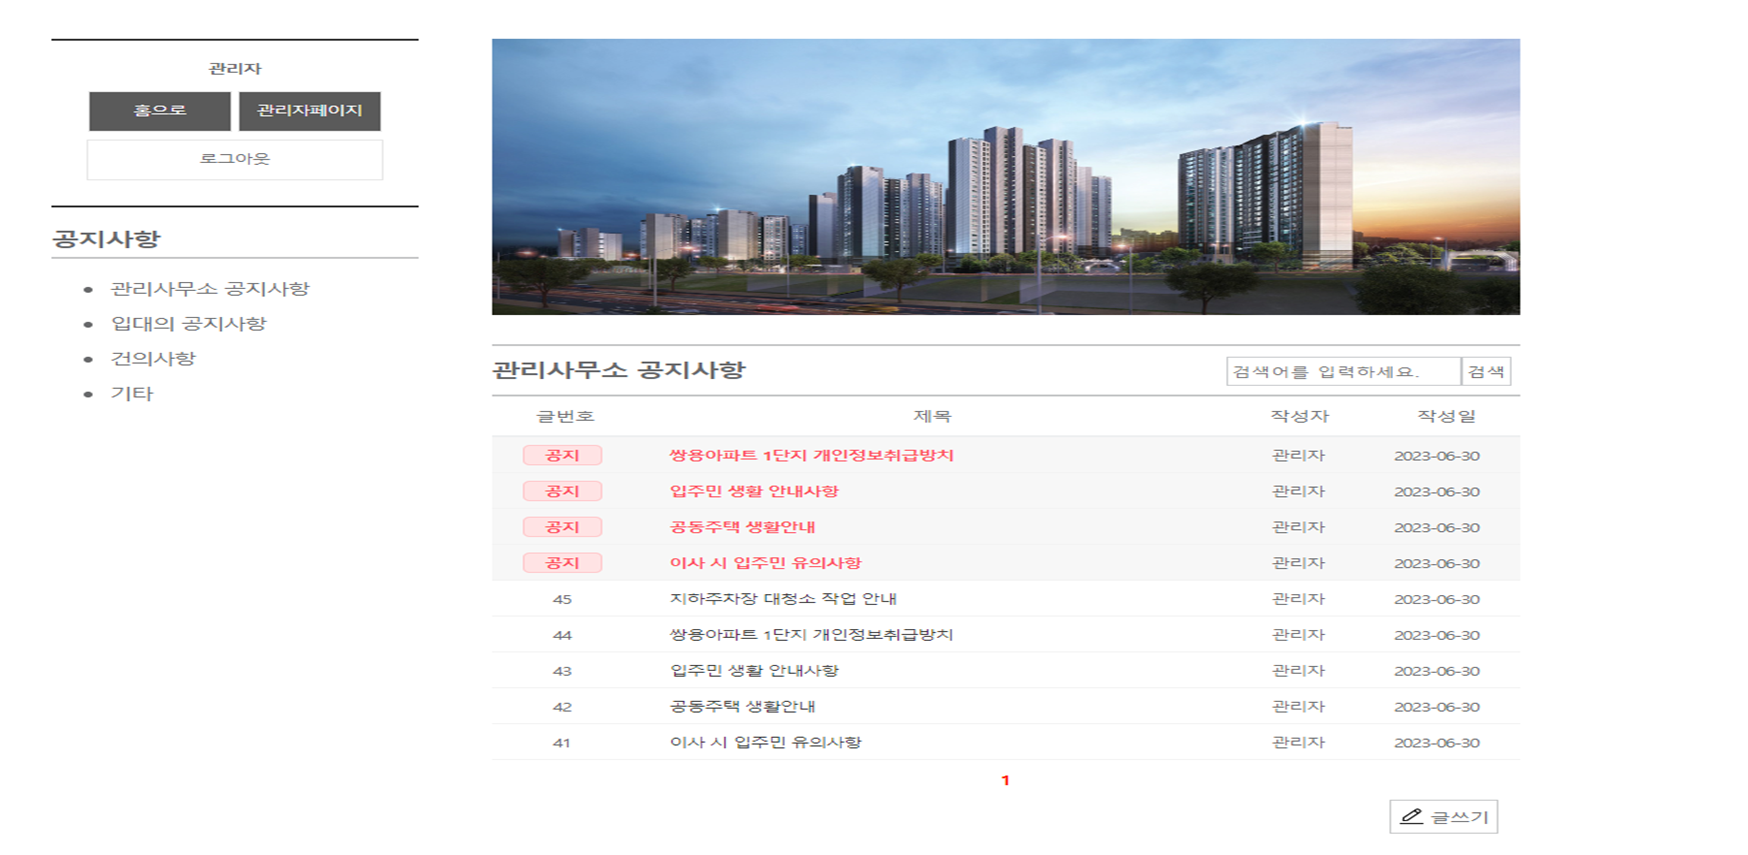 관리자
홈으로 관리자페이지
로그아웃
공지사항
관리사무소 공지사항
입대의 공지사항
건의사항
기타
관리사무소 공지사항 검색어를 입력하세요. 검색
글번호 제목 작성자 작성일
공지 쌍용아파트 1단지 개인정보취급방치 관리자 2023-06-30
공지 입주민 생활 안내사항 관리자 2023-06-30
공지 공동주택 생활안내 관리자 2023-06-30
공지 이사 시 입주민 유의사항 관리자 2023-06-30
45 지하주차장 대청소 작업 안내 관리자 2023-06-30
44 쌍용아파트 1단지 개인정보취급방치 관리자 2023-06-30
43 입주민 생활 안내사항 관리자 2023-06-30
42 공동주택 생활안내 관리자 2023-06-30
41 이사 시 입주민 유의사항 관리자 2023-06-30
1
글쓰기